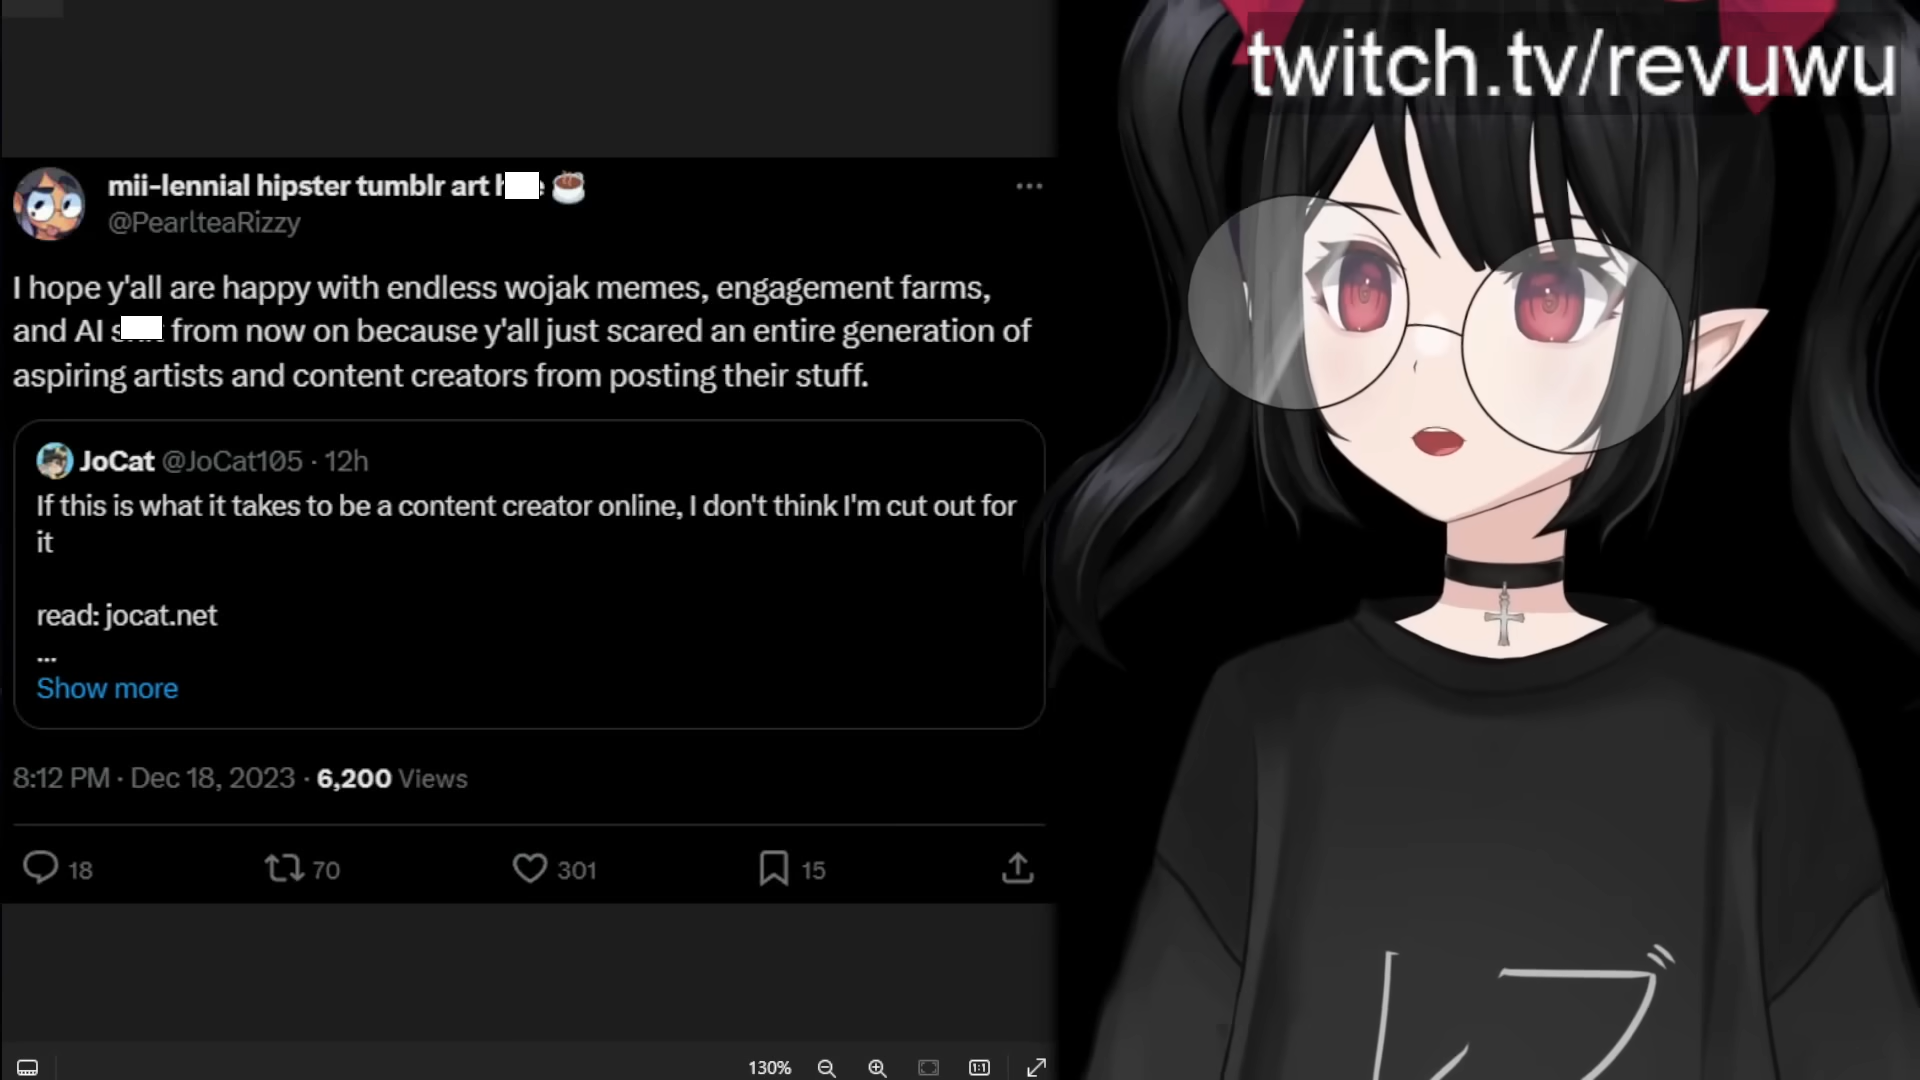 twitch.tv/revuwu
mii-lennial hipster tumblr art
@PearlteaRizzy
I hope y'all are happy with endless wojak memes, engagement farms,
and AI from now on because y'all just scared an entire generation of
aspiring artists and content creators from posting their stuff.
JoCat @JoCat105 · 12h
If this is what it takes to be a content creator online, I don't think I'm cut out for
it
read: jocat.net
...
Show more
8:12 PM · Dec 18, 2023 · 6,200 Views
18 70 301 15
レブ
130% 1:1